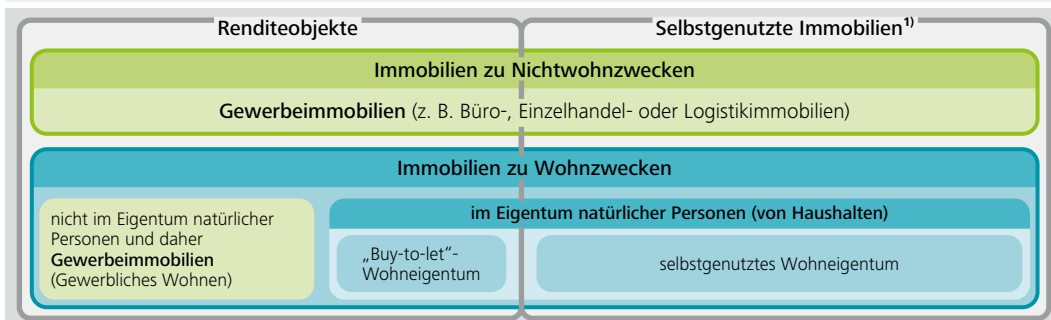 Renditeobjekte
Selbstgenutzte Immobilien¹⁾
Immobilien zu Nichtwohnzwecken
Gewerbeimmobilien (z. B. Büro-, Einzelhandel- oder Logistikimmobilien)
Immobilien zu Wohnzwecken
nicht im Eigentum natürlicher
Personen und daher
Gewerbeimmobilien
(Gewerbliches Wohnen)
im Eigentum natürlicher Personen (von Haushalten)
„Buy-to-let“-
Wohneigentum
selbstgenutztes Wohneigentum